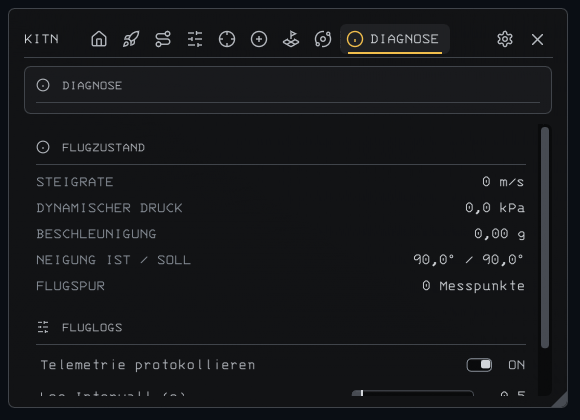 KITN DIAGNOSE
DIAGNOSE
FLUGZUSTAND
STEIGRATE 0 m/s
DYNAMISCHER DRUCK 0,0 kPa
BESCHLEUNIGUNG 0,00 g
NEIGUNG IST / SOLL 90,0° / 90,0°
FLUGSPUR 0 Messpunkte
FLUGLOGS
Telemetrie protokollieren ON